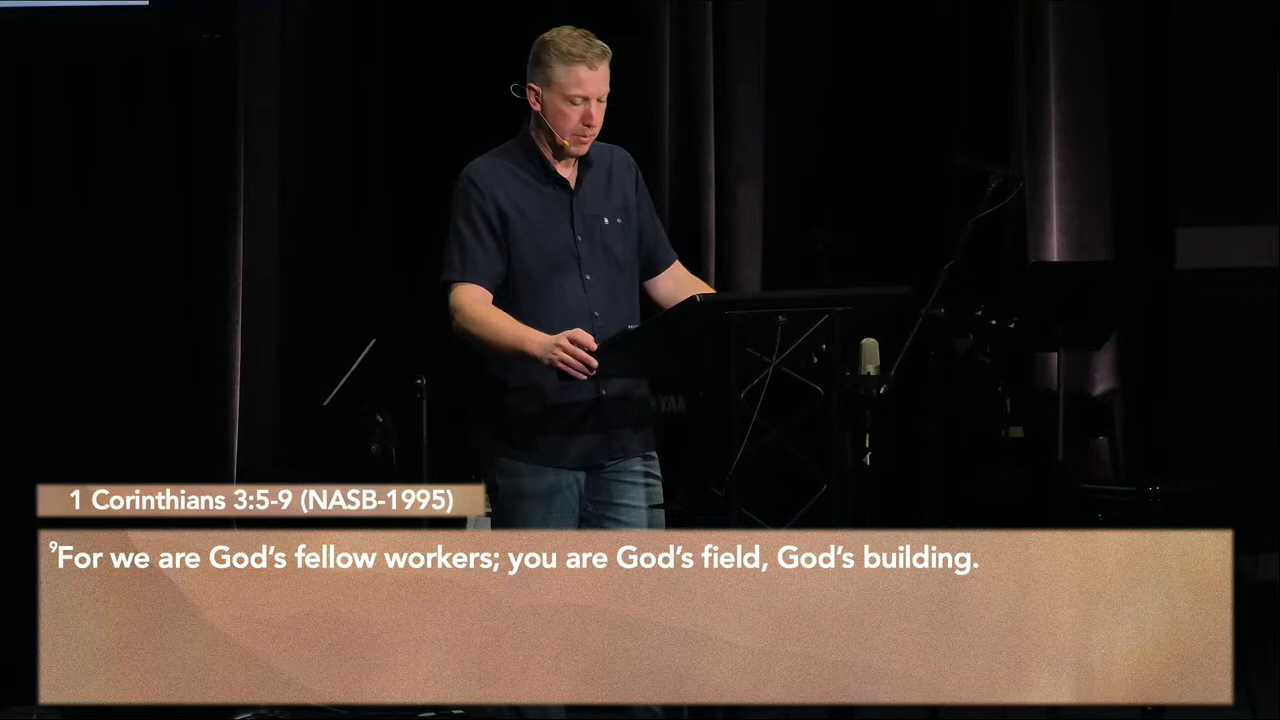 1 Corinthians 3:5-9 (NASB-1995)
⁹For we are God’s fellow workers; you are God’s field, God’s building.